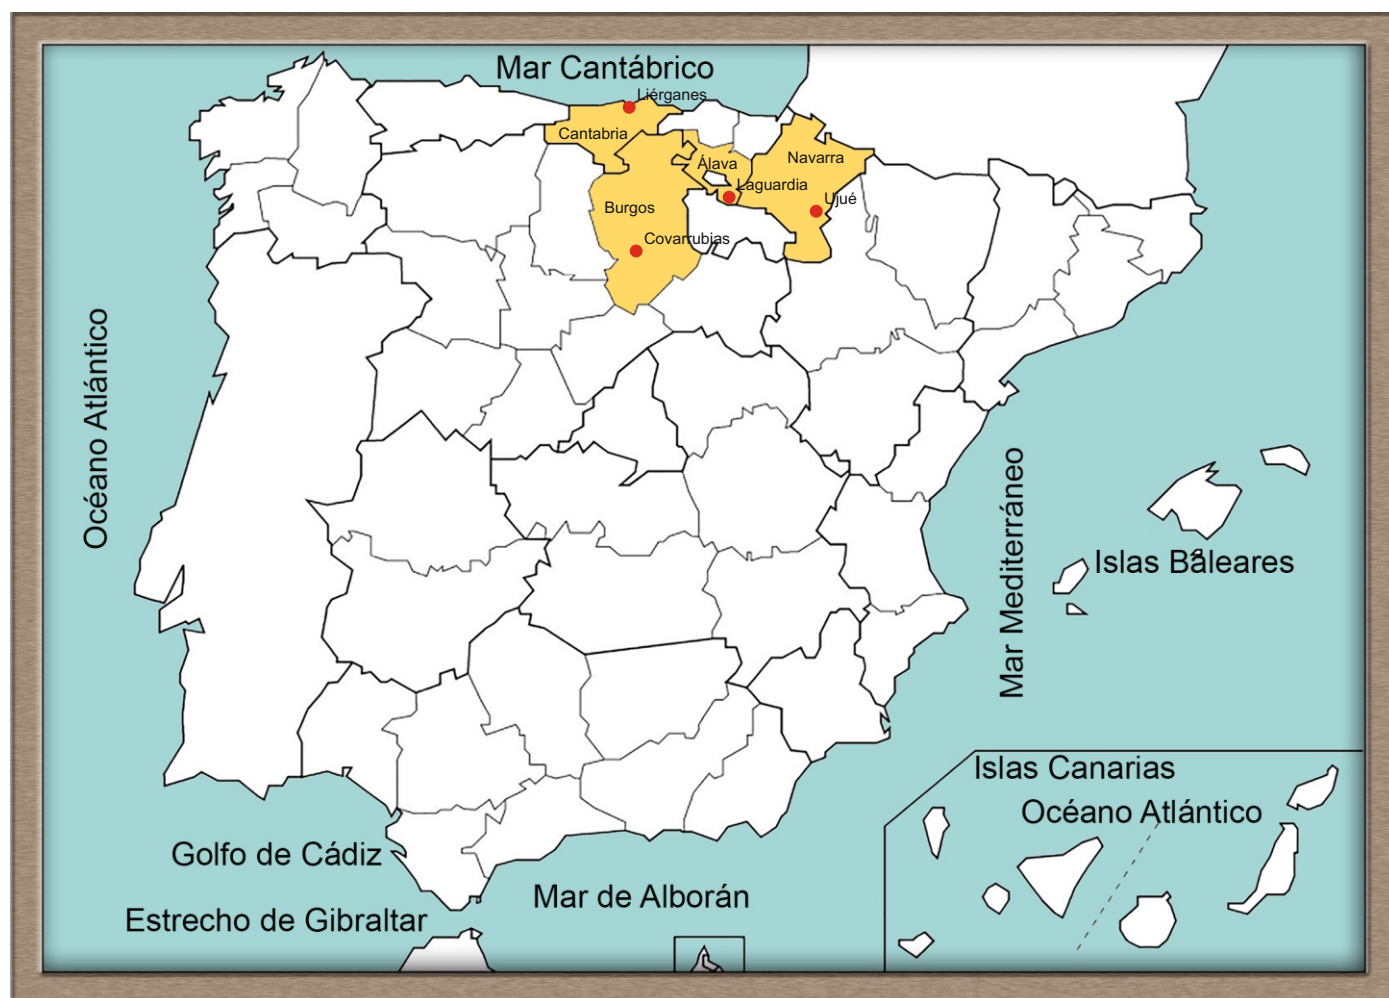 Mar Cantábrico
Liérganes
Cantabria
Álava
Navarra
Laguardia
Ujué
Burgos
Covarrubias
Océano Atlántico
Mar Mediterráneo
Islas Baleares
Islas Canarias
Océano Atlántico
Golfo de Cádiz
Mar de Alborán
Estrecho de Gibraltar